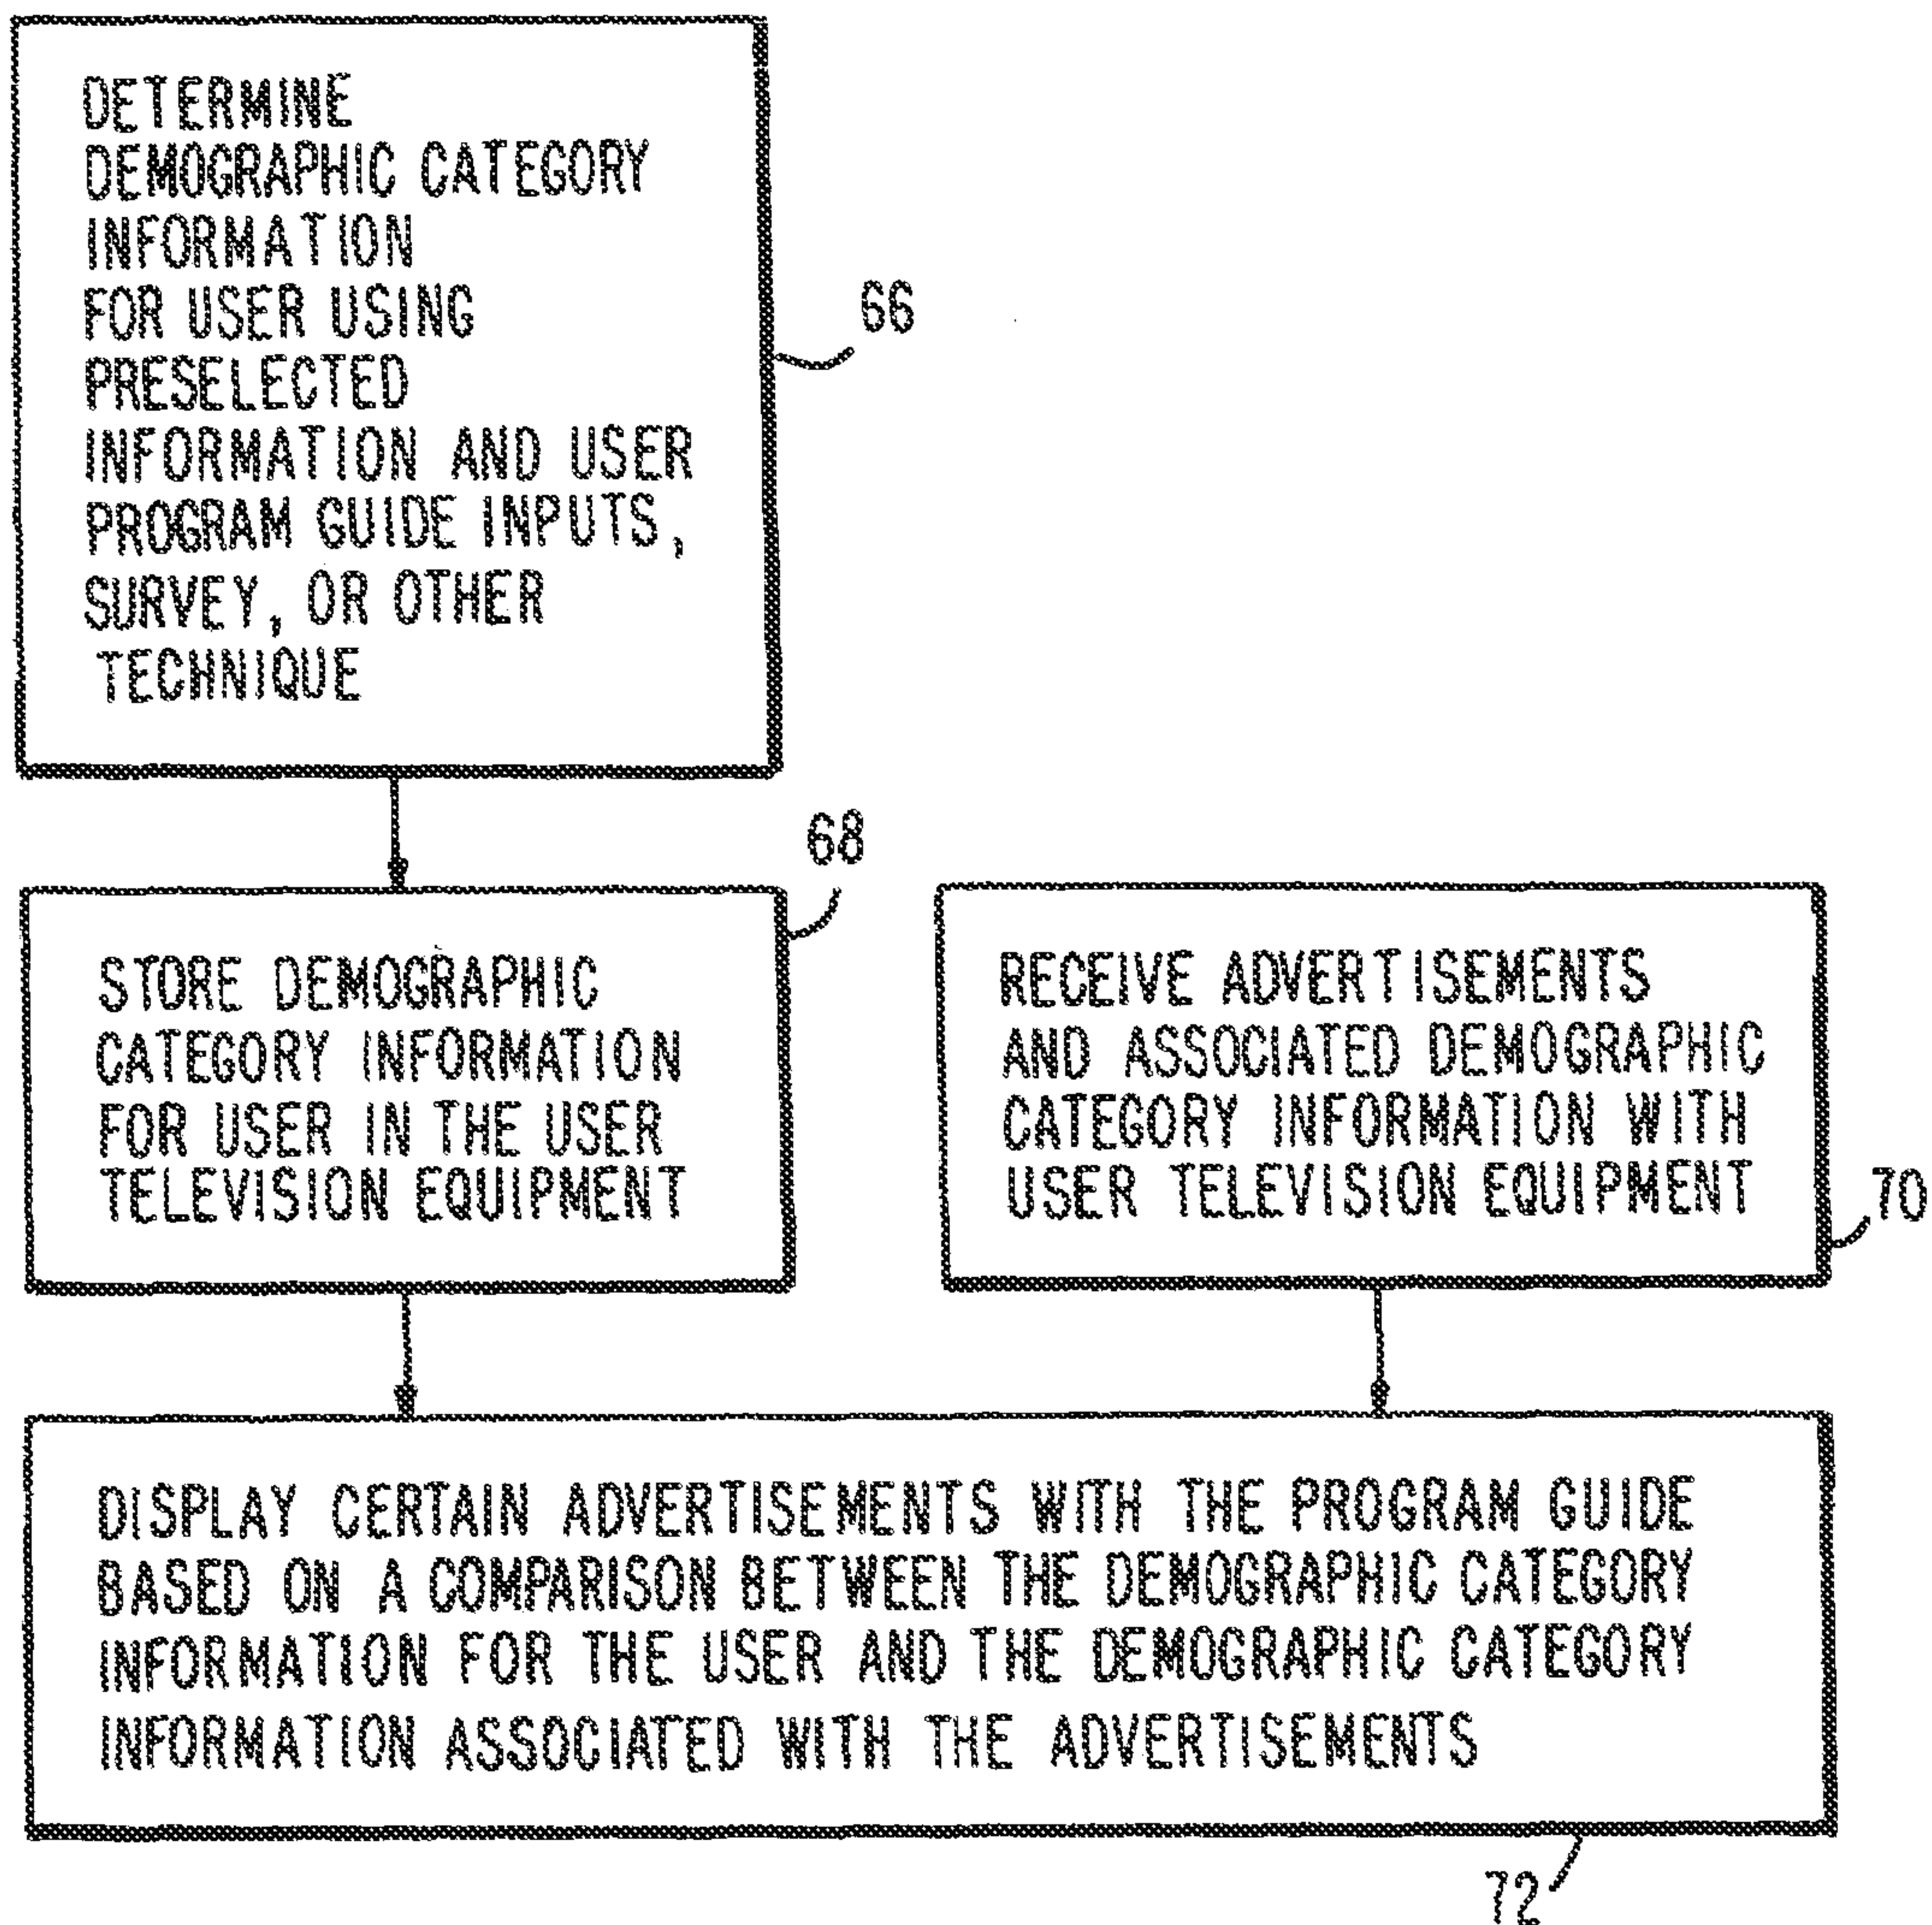 DETERMINE
DEMOGRAPHIC CATEGORY
INFORMATION
FOR USER USING
PRESELECTED
INFORMATION AND USER
PROGRAM GUIDE INPUTS,
SURVEY, OR OTHER
TECHNIQUE
66
68
STORE DEMOGRAPHIC
CATEGORY INFORMATION
FOR USER IN THE USER
TELEVISION EQUIPMENT
RECEIVE ADVERTISEMENTS
AND ASSOCIATED DEMOGRAPHIC
CATEGORY INFORMATION WITH
USER TELEVISION EQUIPMENT
70
DISPLAY CERTAIN ADVERTISEMENTS WITH THE PROGRAM GUIDE
BASED ON A COMPARISON BETWEEN THE DEMOGRAPHIC CATEGORY
INFORMATION FOR THE USER AND THE DEMOGRAPHIC CATEGORY
INFORMATION ASSOCIATED WITH THE ADVERTISEMENTS
72